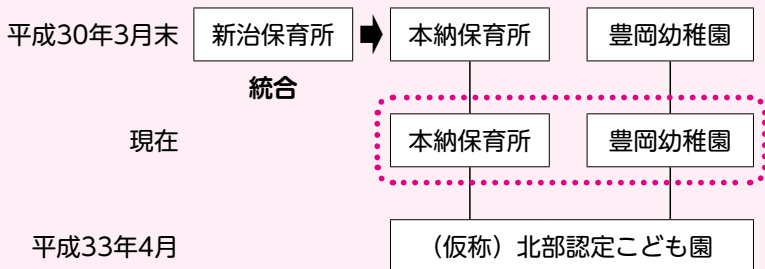 平成30年3月末 新治保育所 本納保育所 豊岡幼稚園
統合
現在 本納保育所 豊岡幼稚園
平成33年4月 （仮称）北部認定こども園